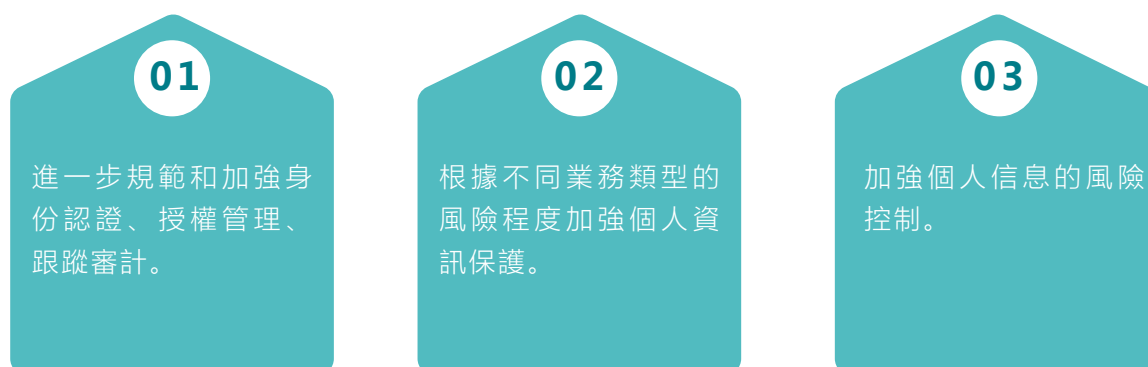 01
進一步規範和加強身
份認證、授權管理、
跟蹤審計。
02
根據不同業務類型的
風險程度加強個人資
訊保護。
03
加強個人信息的風險
控制。